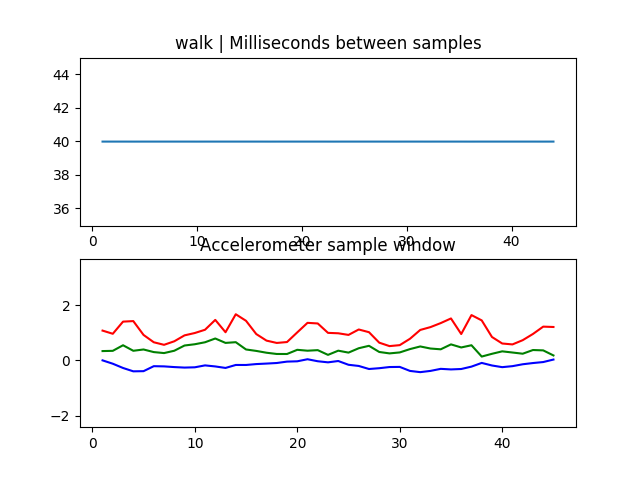 walk | Milliseconds between samples
44
42
40
38
36
0 10 20 30 40
Accelerometer sample window
2
0
−2
0 10 20 30 40